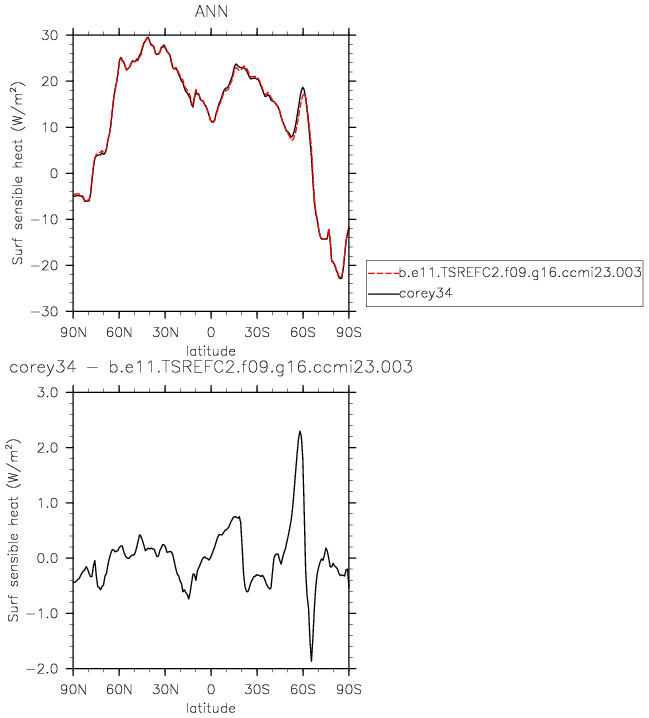 ANN
30
20
10
0
−10
−20
−30
Surf sensible heat (W/m²)
90N 60N 30N 0 30S 60S 90S
latitude
b.e11.TSREFC2.f09.g16.ccmi23.003
corey34
corey34 − b.e11.TSREFC2.f09.g16.ccmi23.003
3.0
2.0
1.0
0.0
−1.0
−2.0
Surf sensible heat (W/m²)
90N 60N 30N 0 30S 60S 90S
latitude